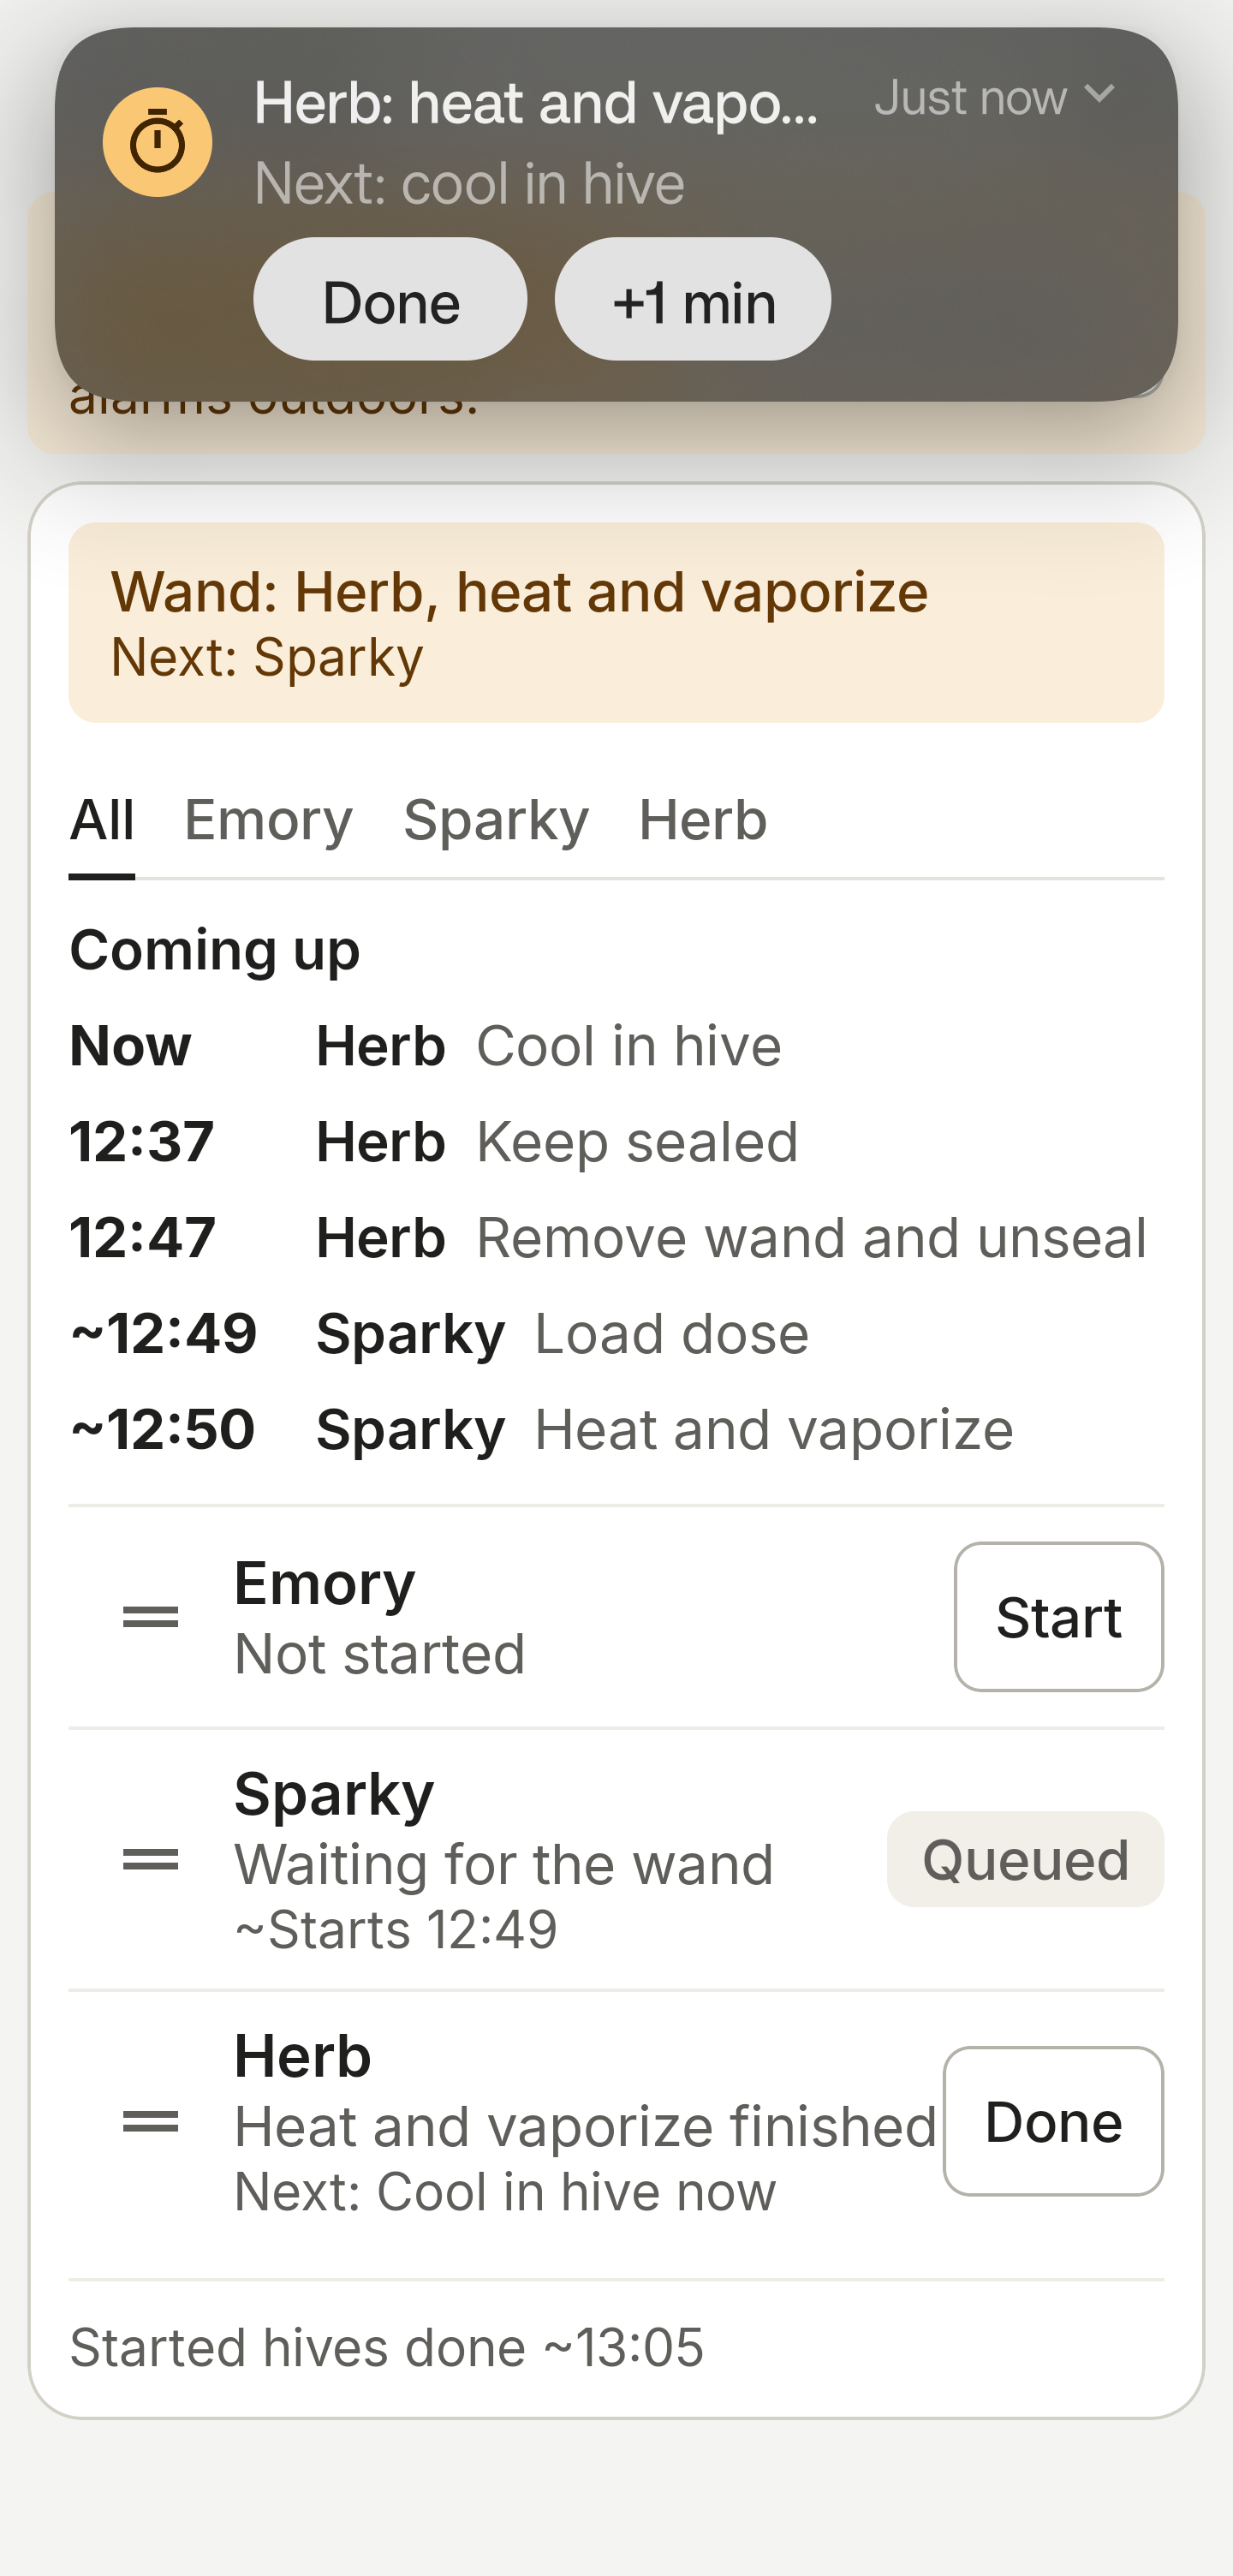 Herb: heat and vapo...
Just now
Next: cool in hive
Done
+1 min
alarms outdoors.
Wand: Herb, heat and vaporize
Next: Sparky
All Emory Sparky Herb
Coming up
Now Herb Cool in hive
12:37 Herb Keep sealed
12:47 Herb Remove wand and unseal
~12:49 Sparky Load dose
~12:50 Sparky Heat and vaporize
Emory
Not started
Start
Sparky
Waiting for the wand
~Starts 12:49
Queued
Herb
Heat and vaporize finished
Next: Cool in hive now
Done
Started hives done ~13:05